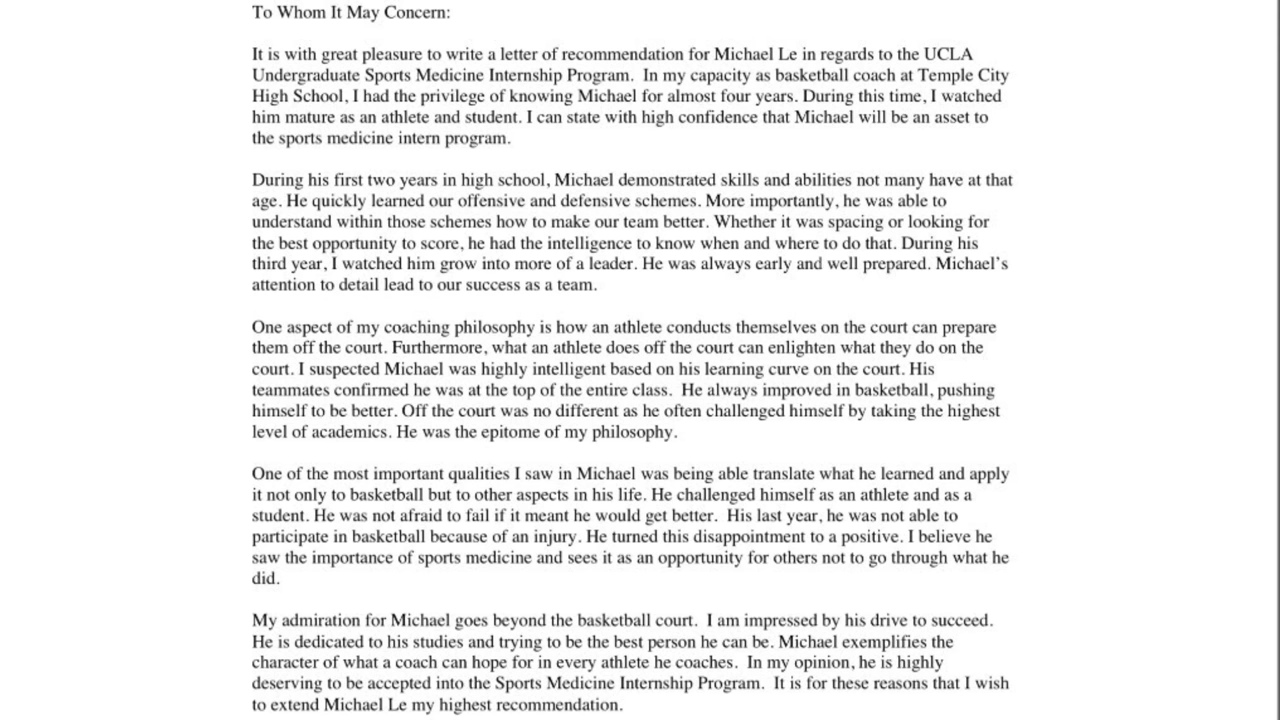 To Whom It May Concern:
It is with great pleasure to write a letter of recommendation for Michael Le in regards to the UCLA
Undergraduate Sports Medicine Internship Program.  In my capacity as basketball coach at Temple City
High School, I had the privilege of knowing Michael for almost four years. During this time, I watched
him mature as an athlete and student. I can state with high confidence that Michael will be an asset to
the sports medicine intern program.
During his first two years in high school, Michael demonstrated skills and abilities not many have at that
age. He quickly learned our offensive and defensive schemes. More importantly, he was able to
understand within those schemes how to make our team better. Whether it was spacing or looking for
the best opportunity to score, he had the intelligence to know when and where to do that. During his
third year, I watched him grow into more of a leader. He was always early and well prepared. Michael’s
attention to detail lead to our success as a team.
One aspect of my coaching philosophy is how an athlete conducts themselves on the court can prepare
them off the court. Furthermore, what an athlete does off the court can enlighten what they do on the
court. I suspected Michael was highly intelligent based on his learning curve on the court. His
teammates confirmed he was at the top of the entire class.  He always improved in basketball, pushing
himself to be better. Off the court was no different as he often challenged himself by taking the highest
level of academics. He was the epitome of my philosophy.
One of the most important qualities I saw in Michael was being able translate what he learned and apply
it not only to basketball but to other aspects in his life. He challenged himself as an athlete and as a
student. He was not afraid to fail if it meant he would get better.  His last year, he was not able to
participate in basketball because of an injury. He turned this disappointment to a positive. I believe he
saw the importance of sports medicine and sees it as an opportunity for others not to go through what he
did.
My admiration for Michael goes beyond the basketball court.  I am impressed by his drive to succeed.
He is dedicated to his studies and trying to be the best person he can be. Michael exemplifies the
character of what a coach can hope for in every athlete he coaches.  In my opinion, he is highly
deserving to be accepted into the Sports Medicine Internship Program.  It is for these reasons that I wish
to extend Michael Le my highest recommendation.